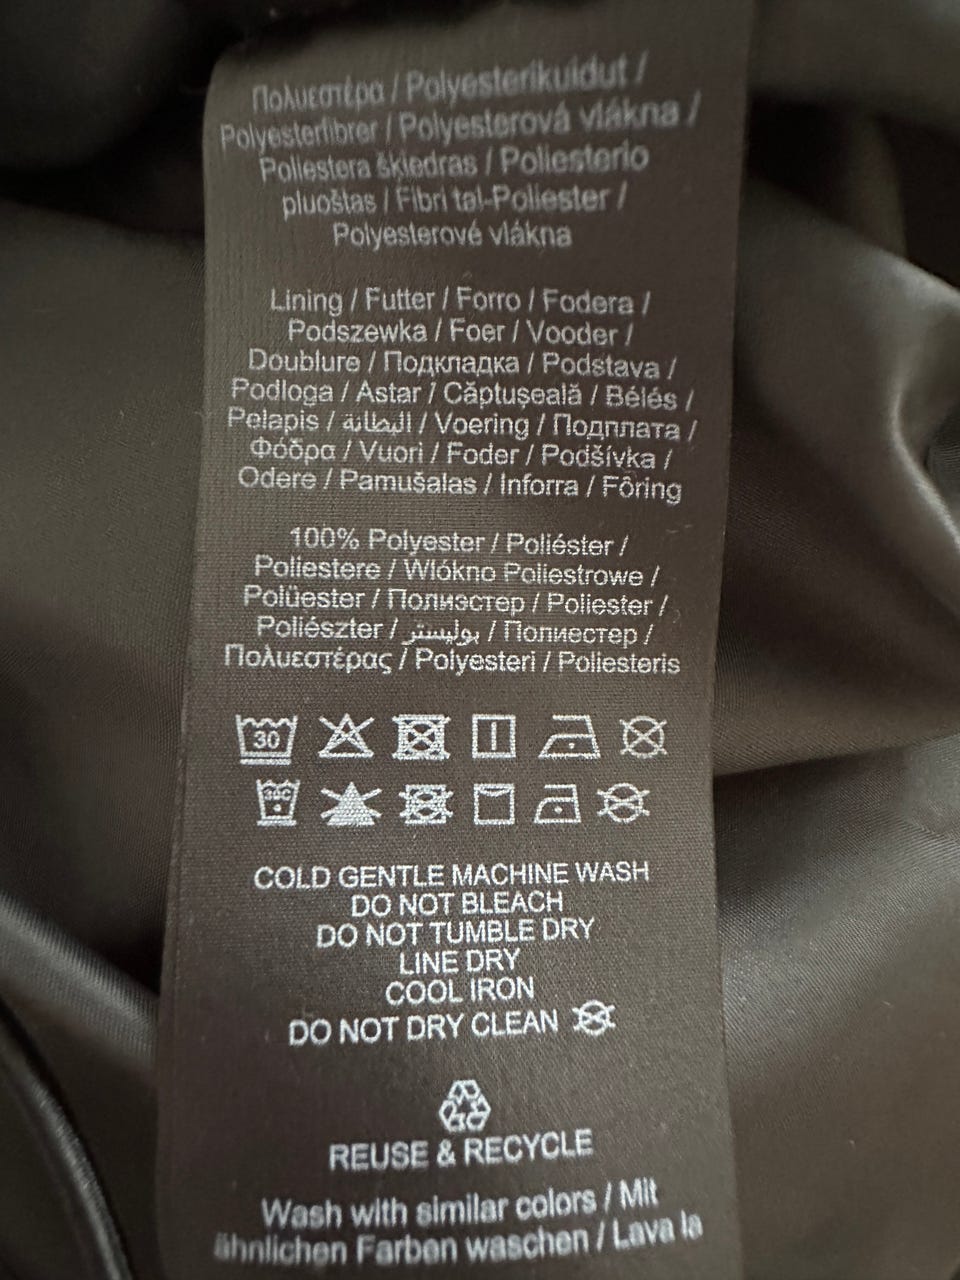 Πολυεστέρα / Polyesterikuidut /
Polyesterfibrer / Polyesterová vlákna /
Poliestera šķiedras / Poliesterio
pluoštas / Fibri tal-Poliester /
Polyesterové vlákna
Lining / Futter / Forro / Fodera /
Podszewka / Foer / Vooder /
Doublure / Подкладка / Podstava /
Podloga / Astar / Căptușeală / Bélés /
Pelapis / البطانة / Voering / Подплата /
Φόδρα / Vuori / Foder / Podšívka /
Odere / Pamušalas / Inforra / Fôring
100% Polyester / Poliéster /
Poliestere / Wlókno Poliestrowe /
Polüester / Полиэстер / Poliester /
Poliészter / بوليستر / Полиестер /
Πολυεστέρας / Polyesteri / Poliesteris
30
30C
COLD GENTLE MACHINE WASH
DO NOT BLEACH
DO NOT TUMBLE DRY
LINE DRY
COOL IRON
DO NOT DRY CLEAN
REUSE & RECYCLE
Wash with similar colors / Mit
ähnlichen Farben waschen / Lava la